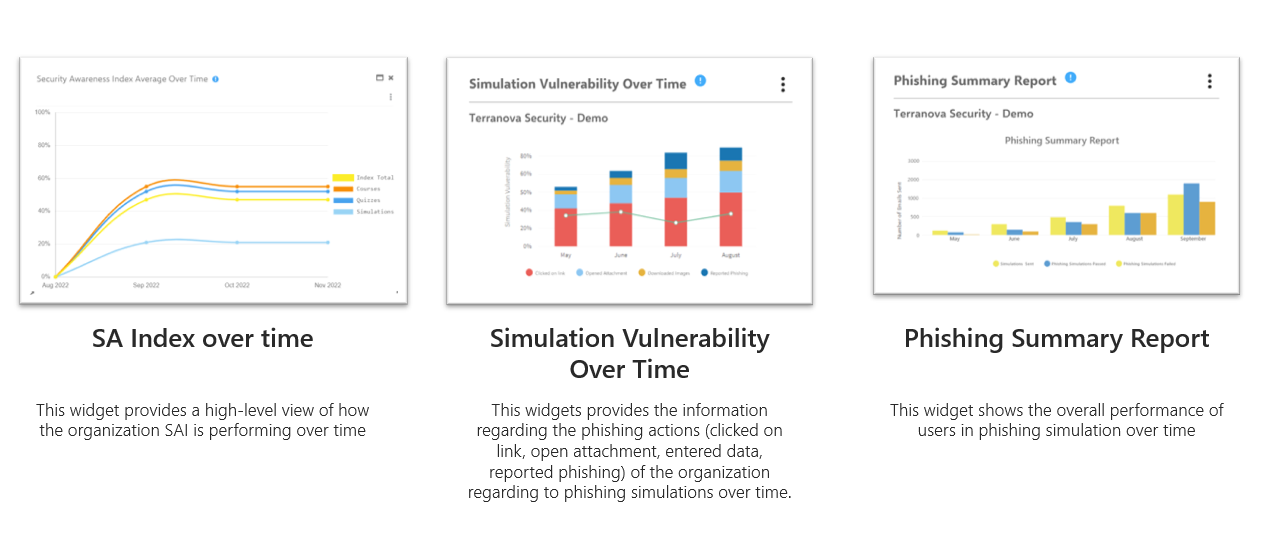 Security Awareness Index Average Over Time
100%
80%
60%
40%
20%
0%
Aug 2022 Sep 2022 Oct 2022 Nov 2022
Index Total
Courses
Quizzes
Simulations
SA Index over time
This widget provides a high-level view of how
the organization SAI is performing over time
Simulation Vulnerability Over Time
Terranova Security - Demo
Simulation Vulnerability
80%
60%
50%
40%
20%
0%
May June July August
Clicked on link Opened Attachment Downloaded Images Reported Phishing
Simulation Vulnerability
Over Time
This widgets provides the information
regarding the phishing actions (clicked on
link, open attachment, entered data,
reported phishing) of the organization
regarding to phishing simulations over time.
Phishing Summary Report
Terranova Security - Demo
Phishing Summary Report
Number of Emails Sent
3000
2000
1000
500
0
May June July August September
Simulations Sent Phishing Simulations Passed Phishing Simulations Failed
Phishing Summary Report
This widget shows the overall performance of
users in phishing simulation over time